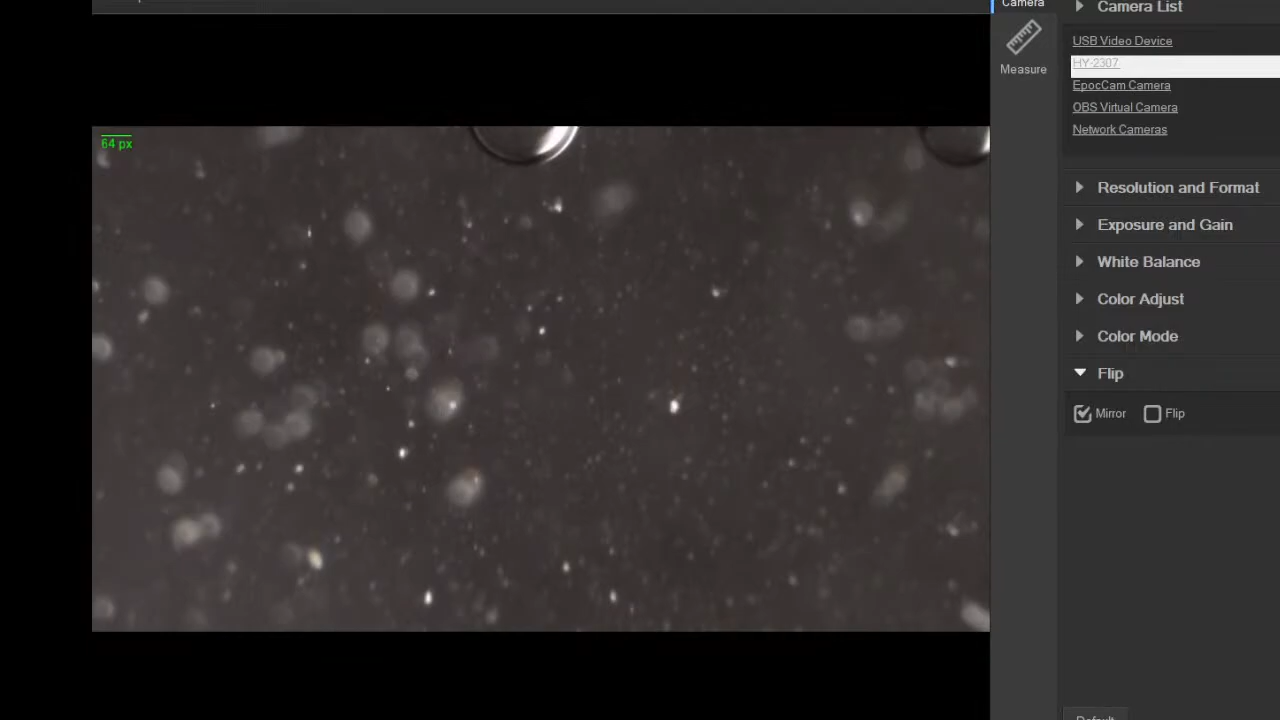 Camera
Camera List
Measure
USB Video Device
HY-2307
EpocCam Camera
OBS Virtual Camera
Network Cameras
64 px
Resolution and Format
Exposure and Gain
White Balance
Color Adjust
Color Mode
Flip
Mirror
Flip
Default